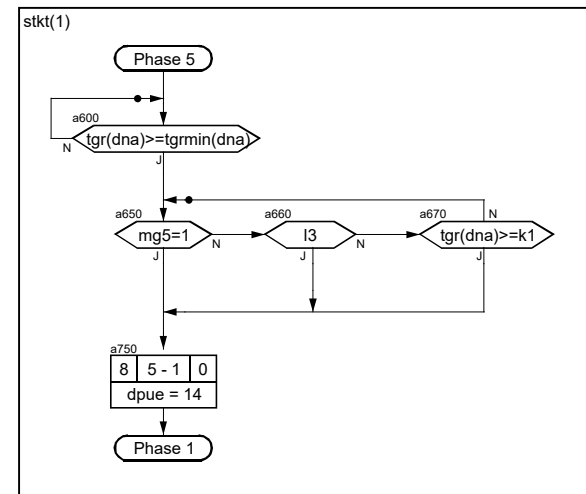 stkt(1)
Phase 5
a600
tgr(dna)>=tgrmin(dna)
N
J
a650
mg5=1
N
J
a660
I3
N
J
a670
N
tgr(dna)>=k1
J
a750
8 5 - 1 0
dpue = 14
Phase 1